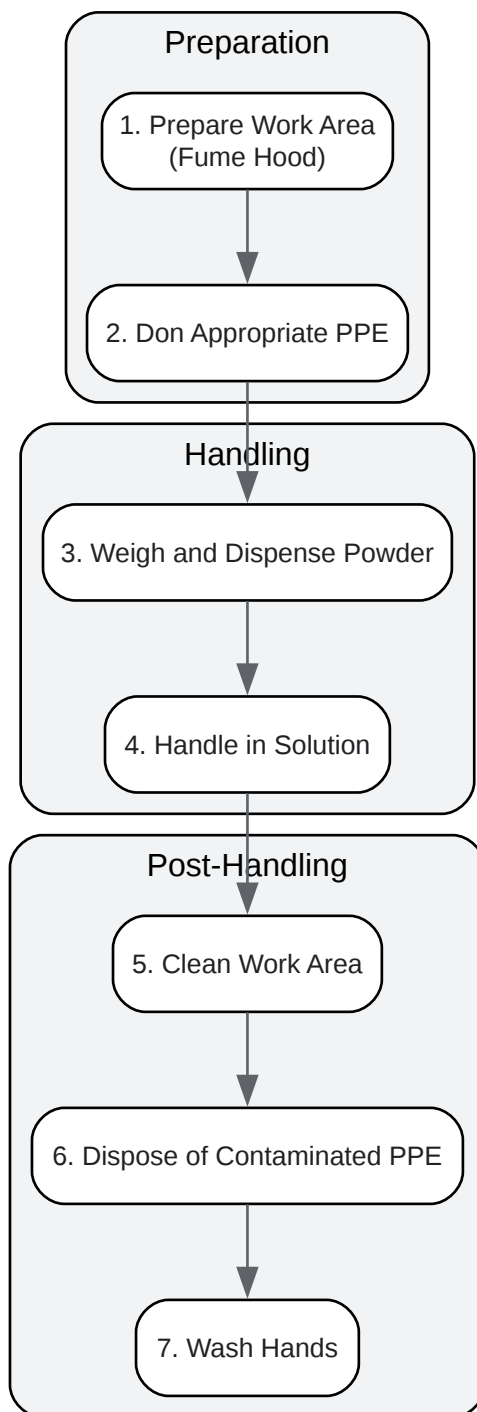 Preparation
1. Prepare Work Area
(Fume Hood)
2. Don Appropriate PPE
Handling
3. Weigh and Dispense Powder
4. Handle in Solution
Post-Handling
5. Clean Work Area
6. Dispose of Contaminated PPE
7. Wash Hands